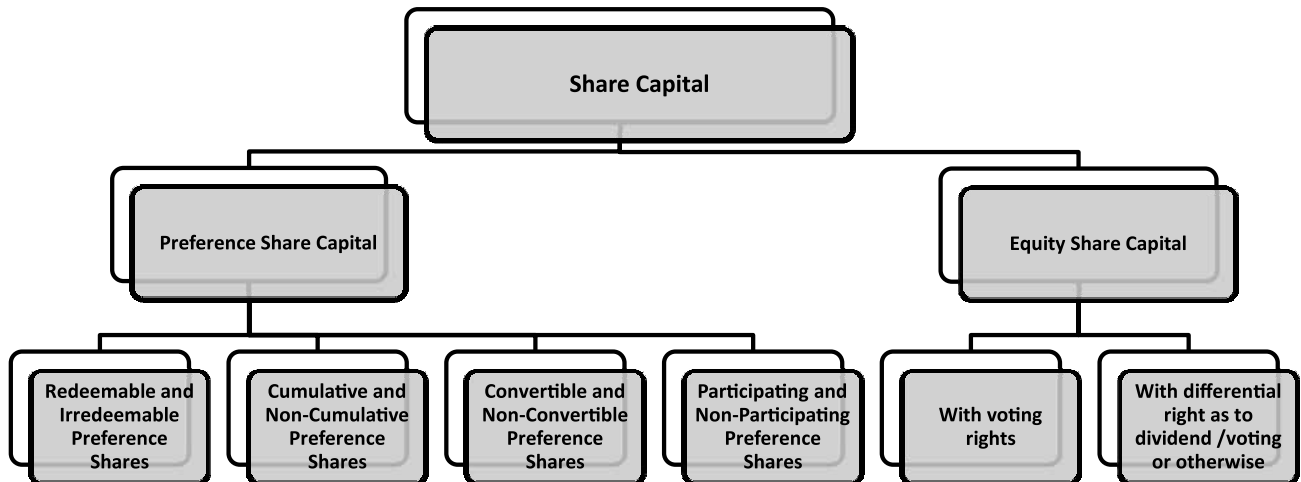 Share Capital
Preference Share Capital
Equity Share Capital
Redeemable and
Irredeemable
Preference
Shares
Cumulative and
Non-Cumulative
Preference
Shares
Convertible and
Non-Convertible
Preference
Shares
Participating and
Non-Participating
Preference
Shares
With voting
rights
With differential
right as to
dividend /voting
or otherwise